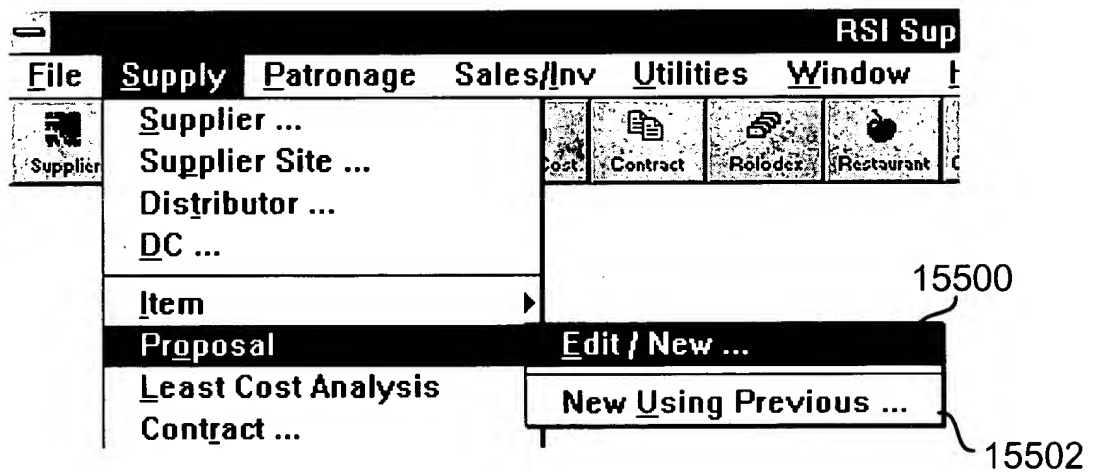 RSI Sup
File Supply Patronage Sales/Inv Utilities Window H
Supplier Cost Contract Rolodex Restaurant
Supplier ...
Supplier Site ...
Distributor ...
DC ...
Item
Proposal
Least Cost Analysis
Contract ...
Edit / New ...
New Using Previous ...
15500
15502